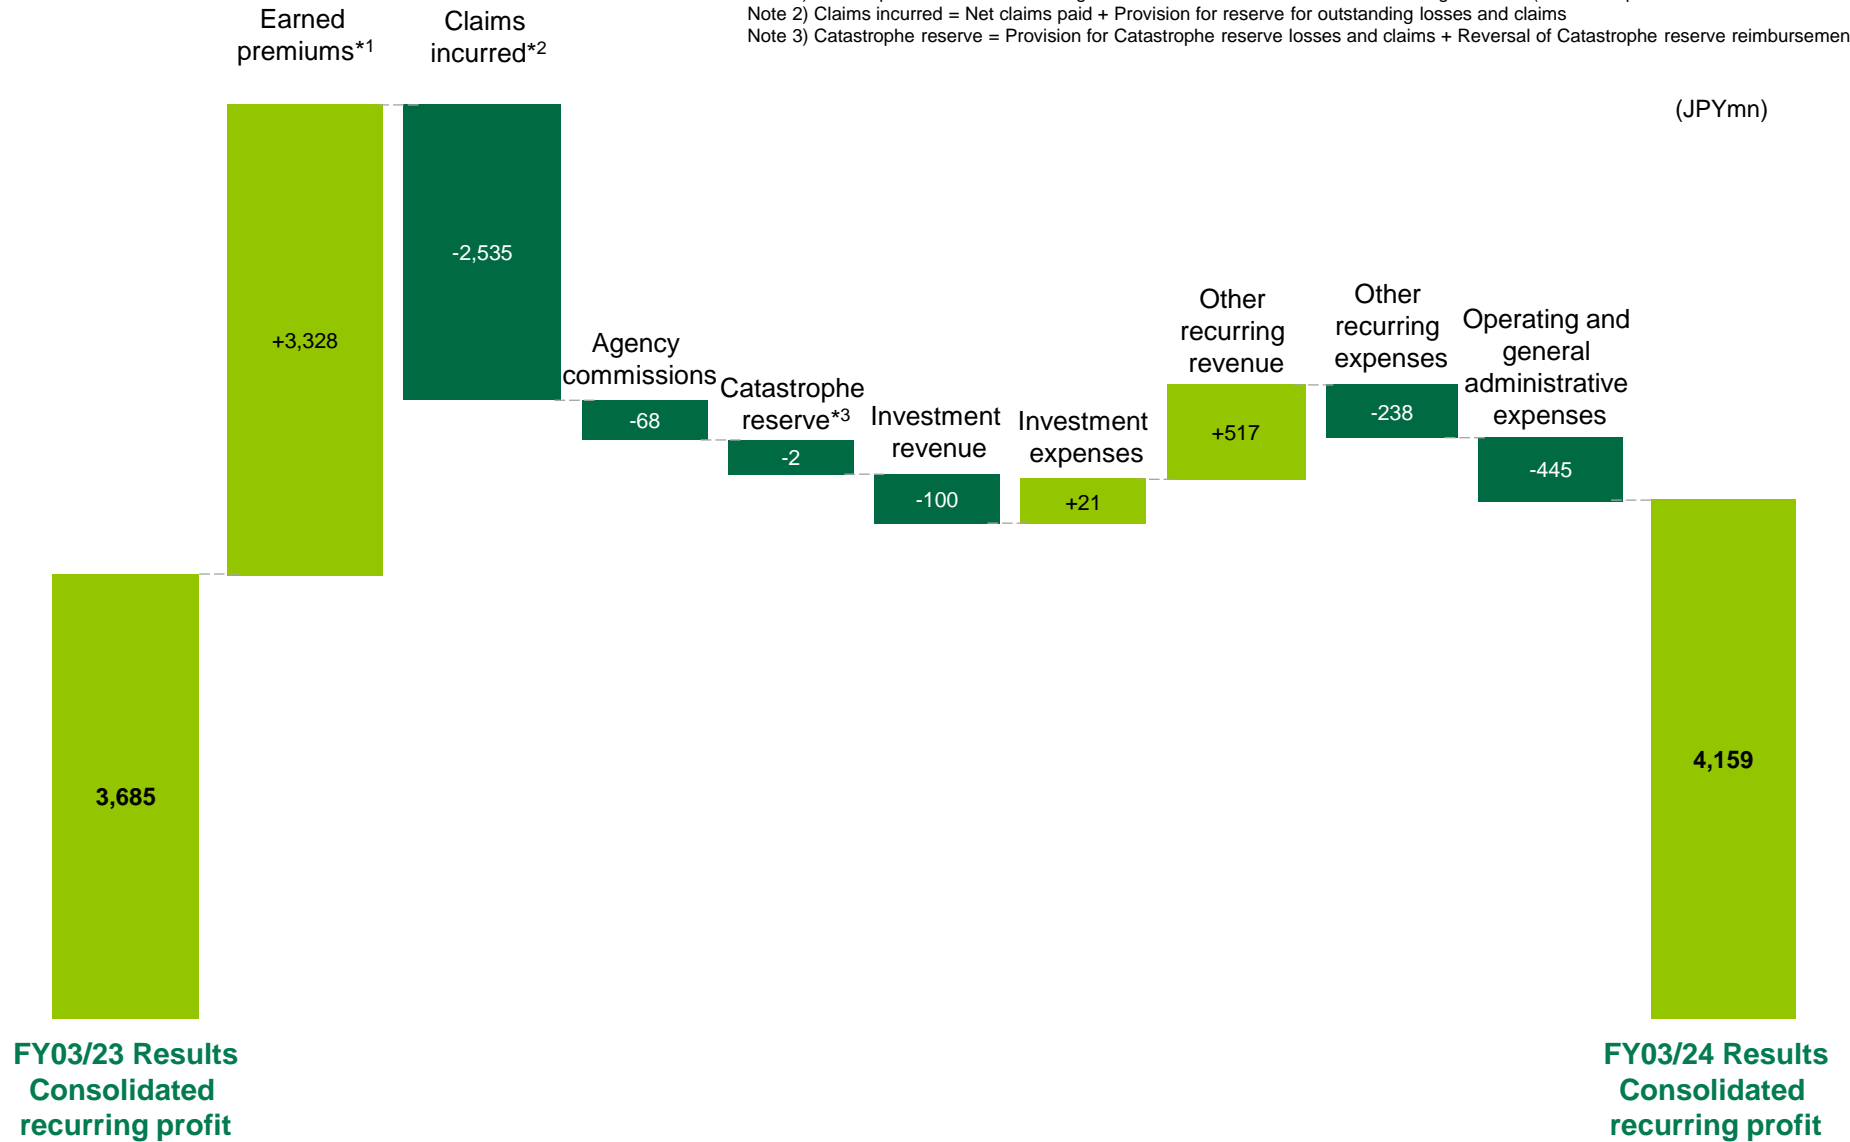 Note 2) Claims incurred = Net claims paid + Provision for reserve for outstanding losses and claims
Note 3) Catastrophe reserve = Provision for Catastrophe reserve losses and claims + Reversal of Catastrophe reserve reimbursemen
(JPYmn)
Earned
premiums*1
Claims
incurred*2
Agency
commissions
Catastrophe
reserve*3
Investment
revenue
Investment
expenses
Other
recurring
revenue
Other
recurring
expenses
Operating and
general
administrative
expenses
+3,328
-2,535
-68
-2
-100
+21
+517
-238
-445
3,685
4,159
FY03/23 Results
Consolidated
recurring profit
FY03/24 Results
Consolidated
recurring profit